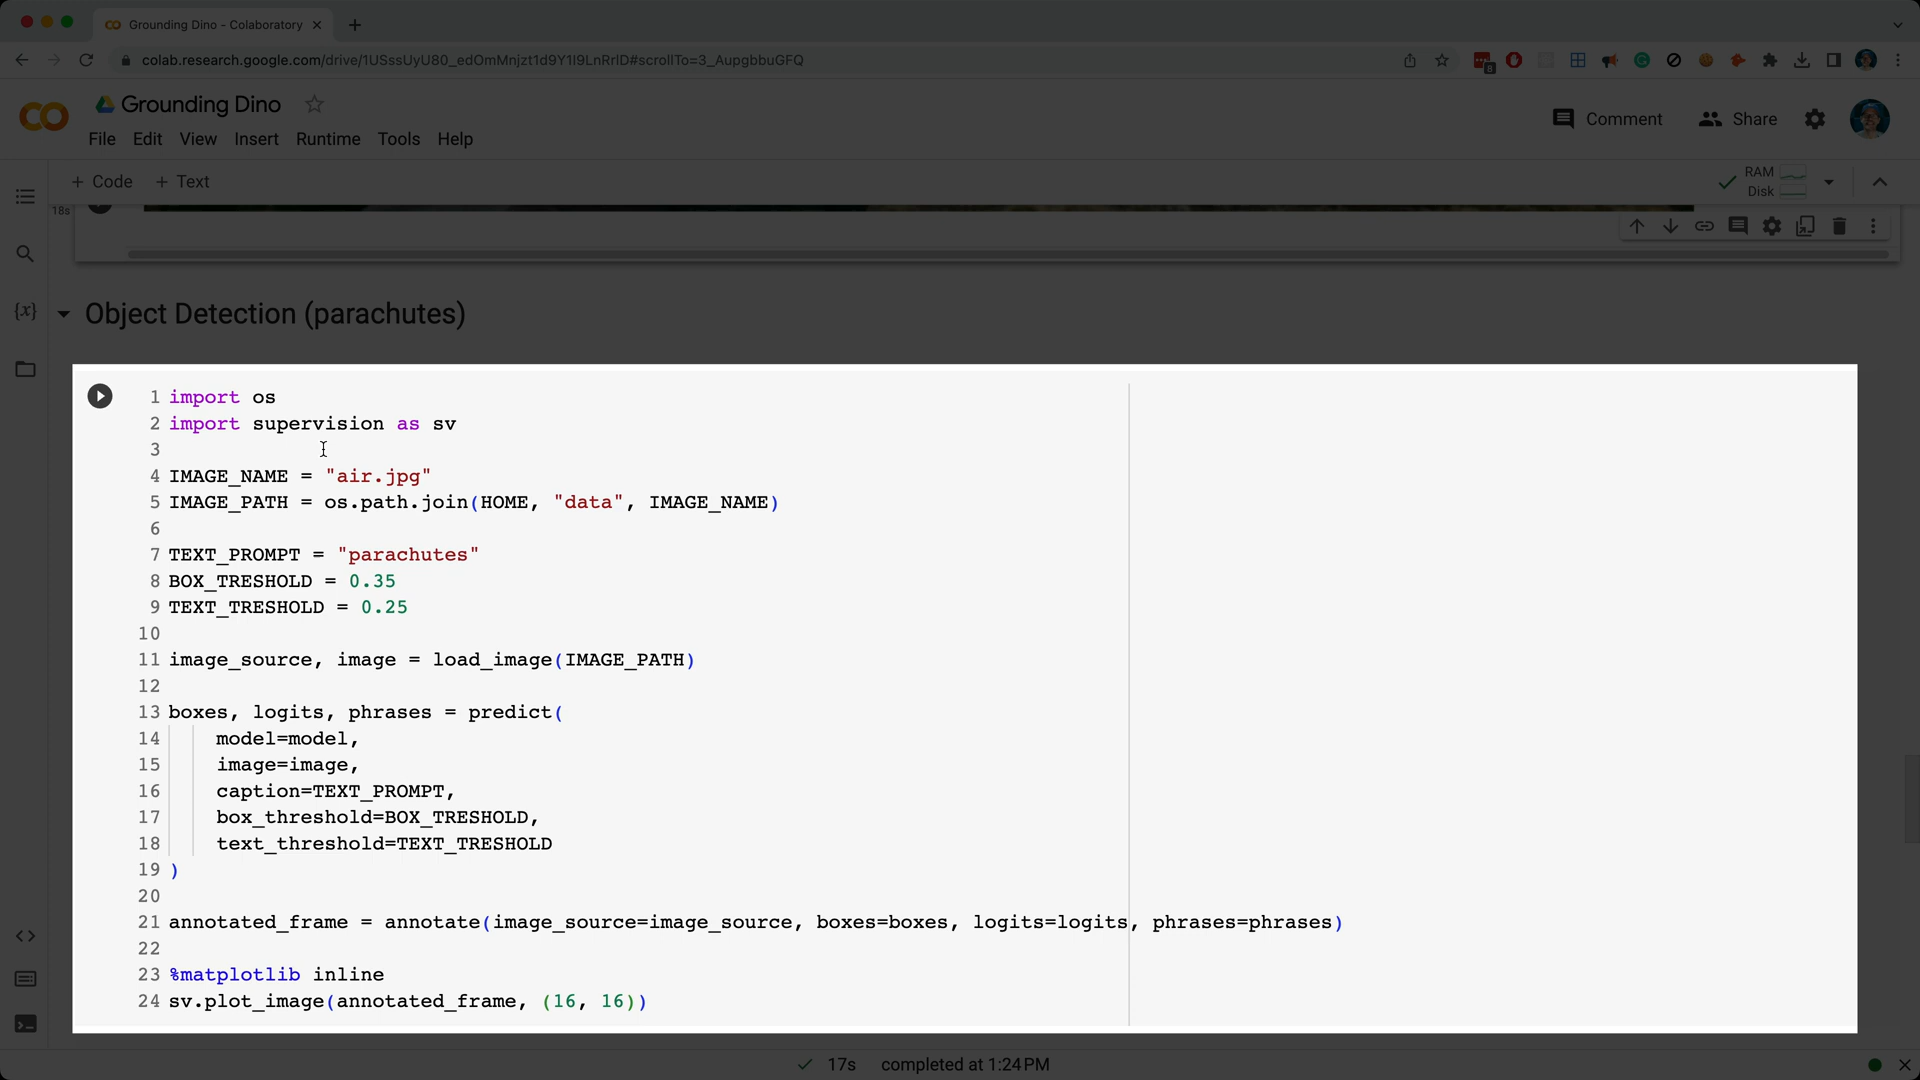 Grounding Dino - Colaboratory
colab.research.google.com/drive/1USssUyU80_edOmMnjzt1d9Y1I9LnRrlD#scrollTo=3_AupgbbuGFQ
8
Grounding Dino
Comment
Share
File Edit View Insert Runtime Tools Help
+ Code + Text
RAM
Disk
18s
{x}
Object Detection (parachutes)
1 import os
2 import supervision as sv
3
4 IMAGE_NAME = "air.jpg"
5 IMAGE_PATH = os.path.join(HOME, "data", IMAGE_NAME)
6
7 TEXT_PROMPT = "parachutes"
8 BOX_TRESHOLD = 0.35
9 TEXT_TRESHOLD = 0.25
10
11 image_source, image = load_image(IMAGE_PATH)
12
13 boxes, logits, phrases = predict(
14 model=model,
15 image=image,
16 caption=TEXT_PROMPT,
17 box_threshold=BOX_TRESHOLD,
18 text_threshold=TEXT_TRESHOLD
19 )
20
21 annotated_frame = annotate(image_source=image_source, boxes=boxes, logits=logits, phrases=phrases)
22
23 %matplotlib inline
24 sv.plot_image(annotated_frame, (16, 16))
17s completed at 1:24 PM